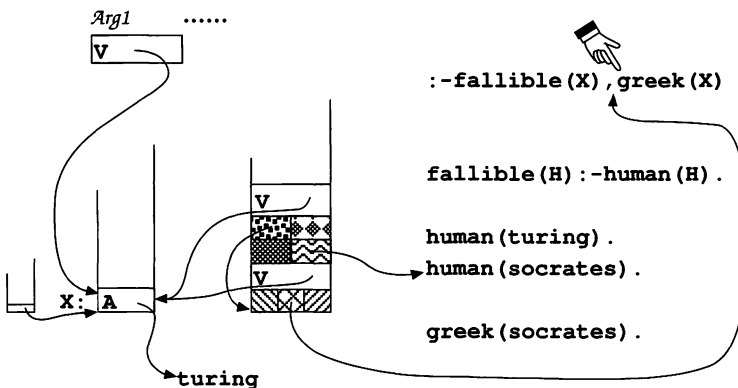 Arg1 ......
V
:-fallible(X),greek(X)
fallible(H):-human(H).
V
human(turing).
human(socrates).
V
X: A
greek(socrates).
turing